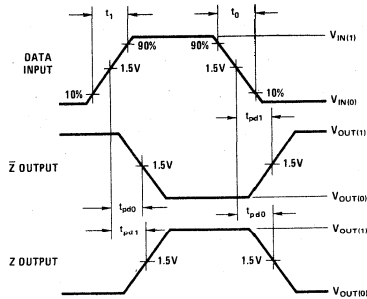 t1
t0
90%
90%
VIN(1)
DATA
INPUT
1.5V
1.5V
10%
10%
VIN(0)
tpd1
VOUT(1)
Z̅ OUTPUT
1.5V
1.5V
VOUT(0)
tpd0
tpd0
tpd1
VOUT(1)
Z OUTPUT
1.5V
1.5V
VOUT(0)